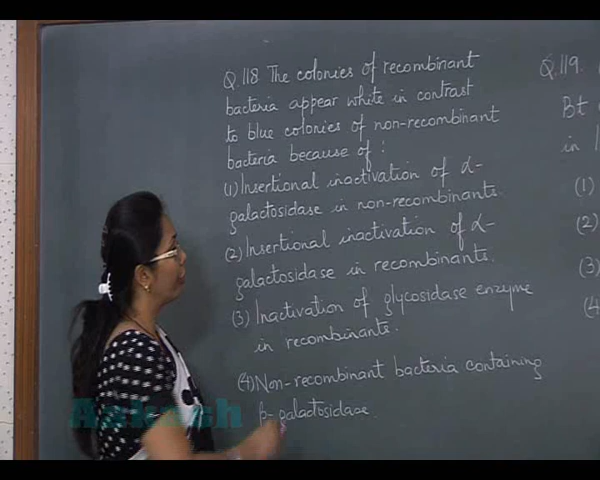 Q.118 The colonies of recombinant
bacteria appear white in contrast
to blue colonies of non-recombinant
bacteria because of :
(1) Insertional inactivation of α-
galactosidase in non-recombinants.
(2) Insertional inactivation of α-
galactosidase in recombinants.
(3) Inactivation of glycosidase enzyme
in recombinants.
(4) Non-recombinant bacteria containing
β-galactosidase.
Q.119.
Bt
in
(1)
(2)
(3)
(4)
Aakash